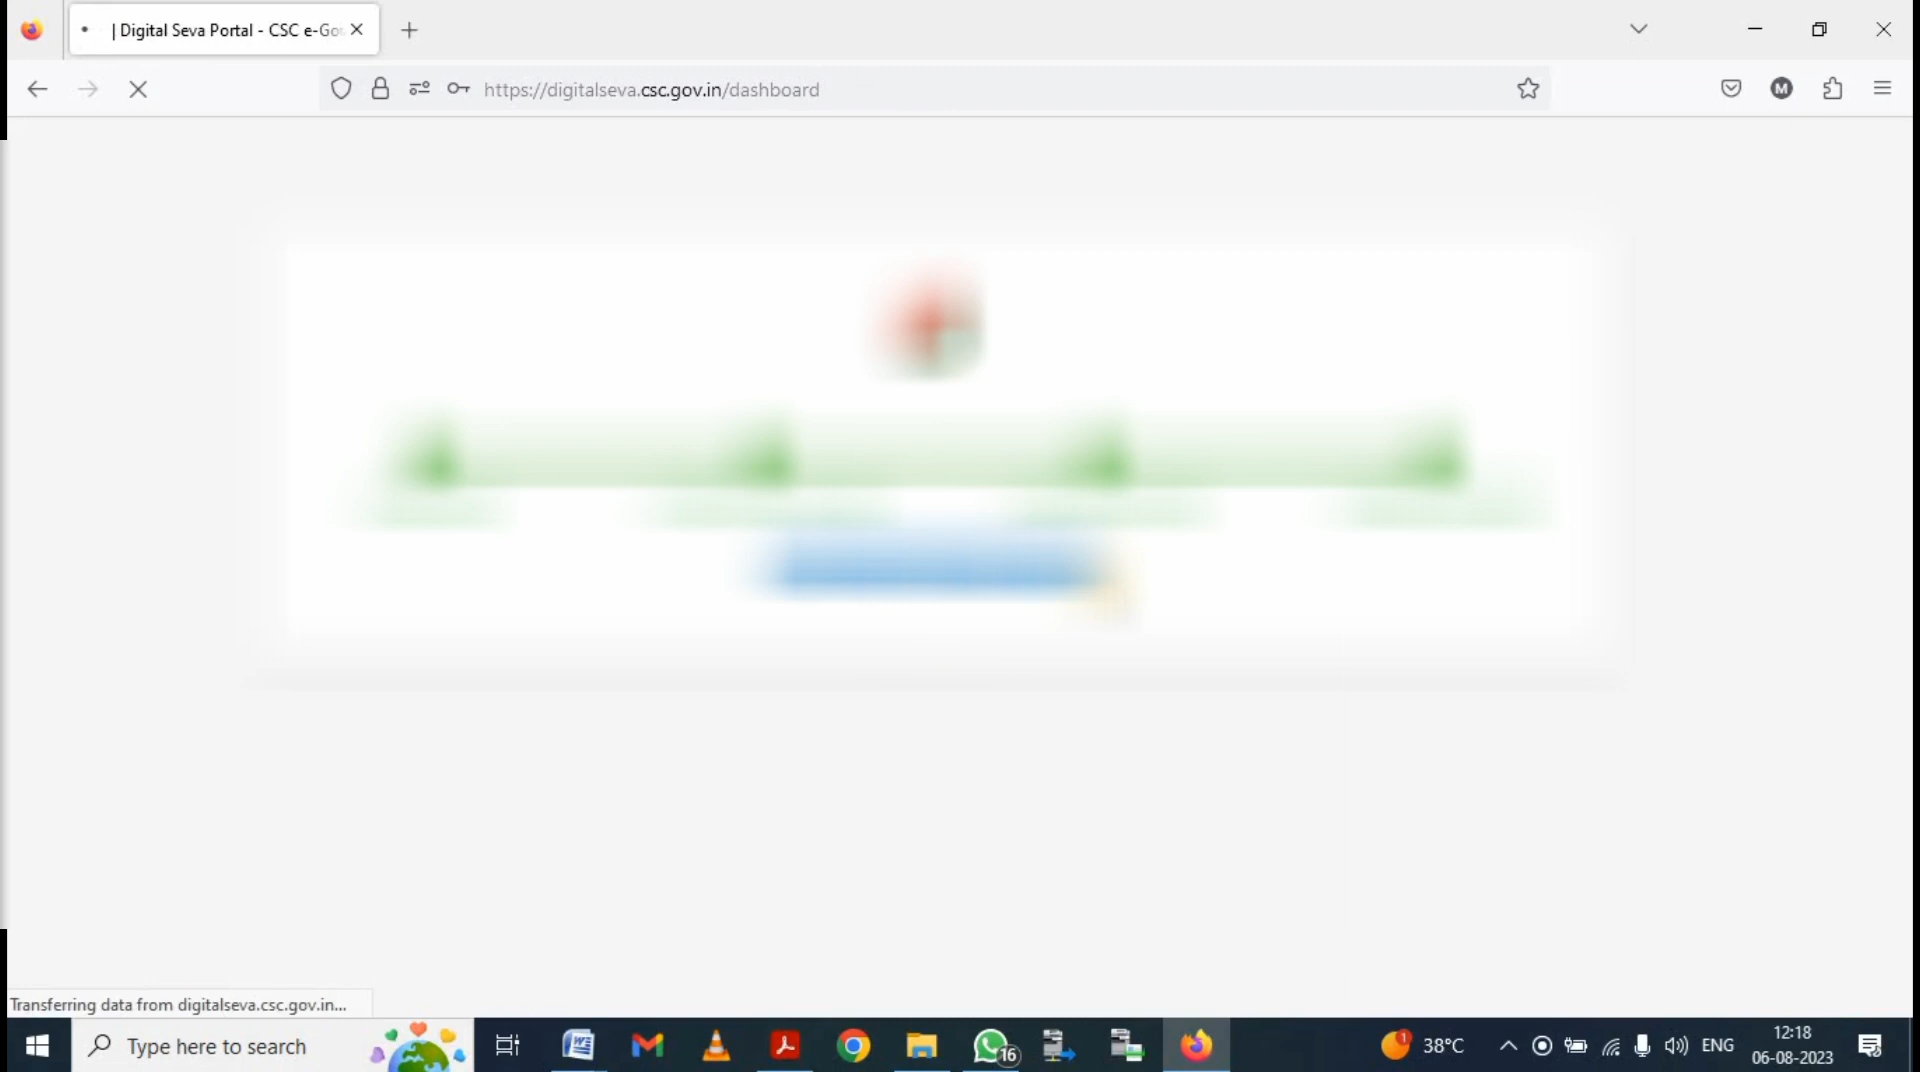 | Digital Seva Portal - CSC e-Go
https://digitalseva.csc.gov.in/dashboard
M
Transferring data from digitalseva.csc.gov.in...
Type here to search
16
1
38°C
ENG
12:18
06-08-2023